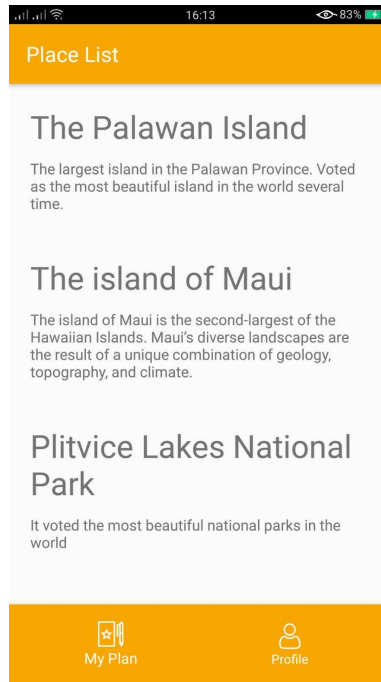 16:13 83%
Place List
The Palawan Island
The largest island in the Palawan Province. Voted
as the most beautiful island in the world several
time.
The island of Maui
The island of Maui is the second-largest of the
Hawaiian Islands. Maui's diverse landscapes are
the result of a unique combination of geology,
topography, and climate.
Plitvice Lakes National
Park
It voted the most beautiful national parks in the
world
My Plan Profile